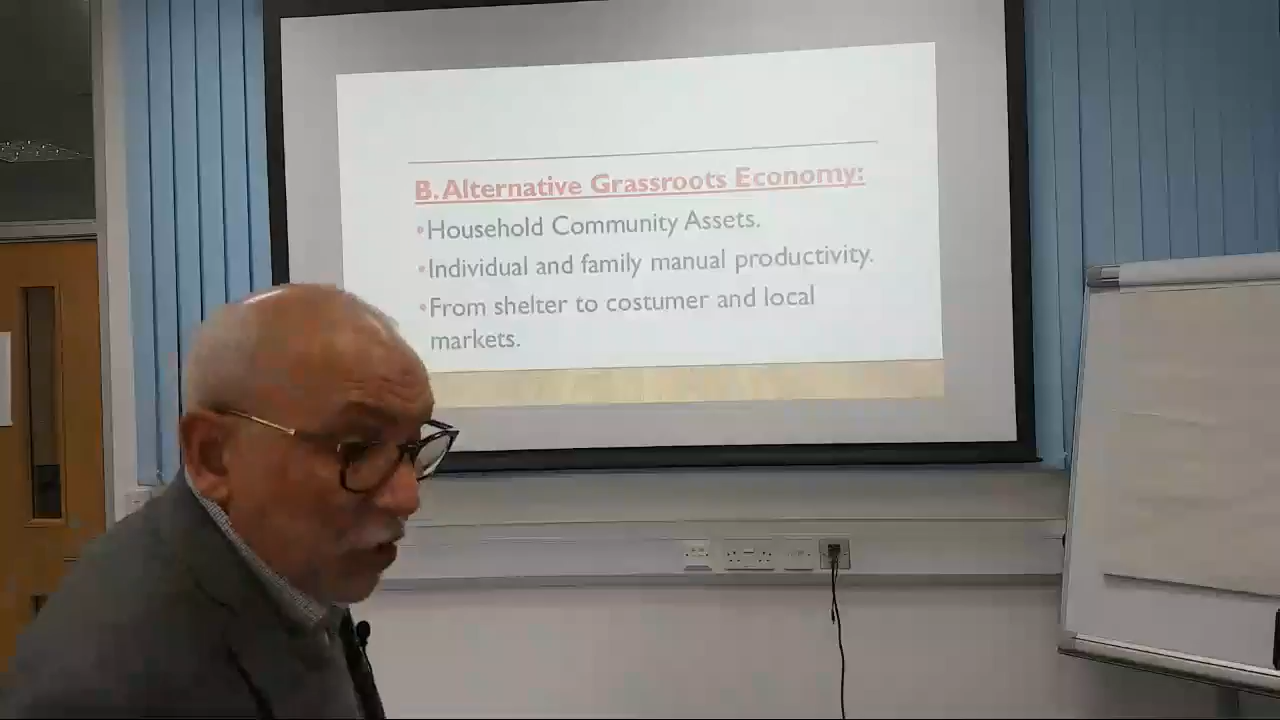 B. Alternative Grassroots Economy:
•Household Community Assets.
•Individual and family manual productivity.
•From shelter to costumer and local
markets.